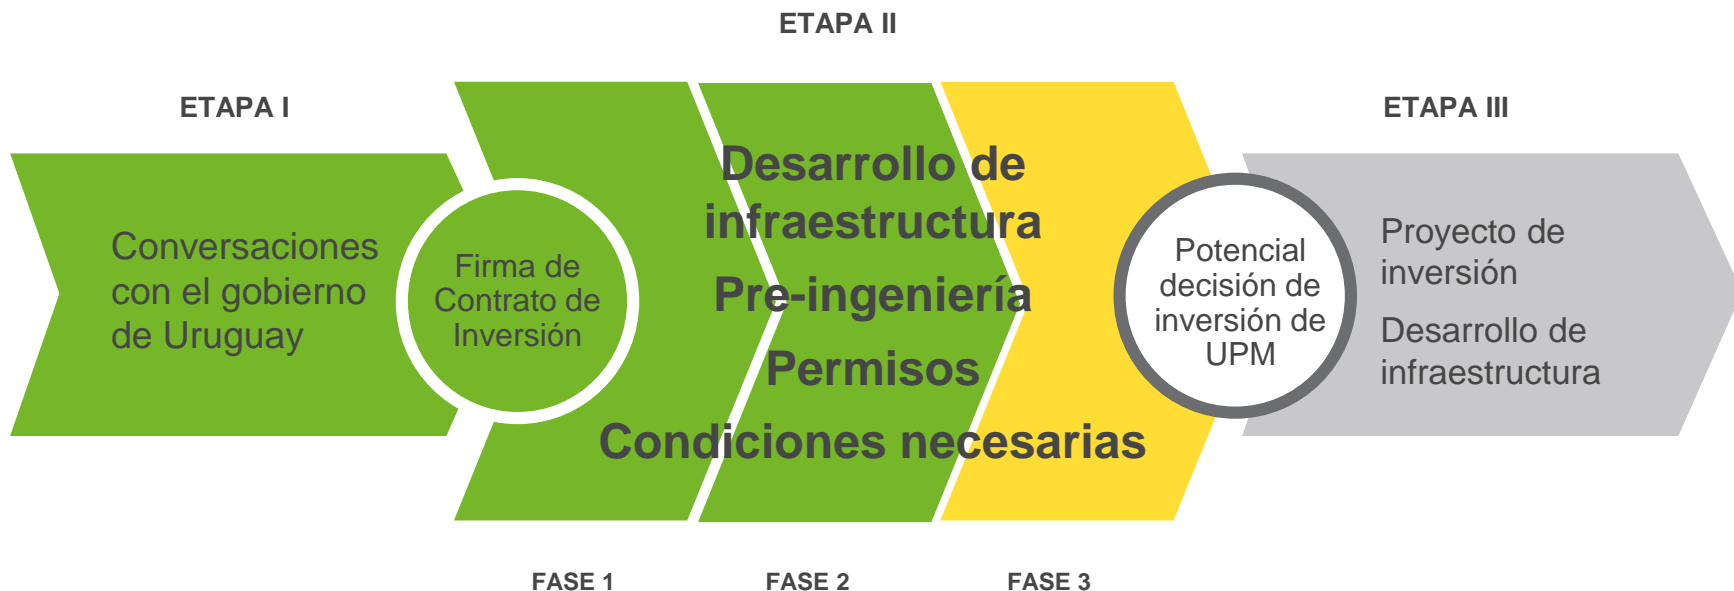 ETAPA II
ETAPA I
ETAPA III
Conversaciones
con el gobierno
de Uruguay
Firma de
Contrato de
Inversión
Desarrollo de
infraestructura
Pre-ingeniería
Permisos
Condiciones necesarias
Potencial
decisión de
inversión de
UPM
Proyecto de
inversión
Desarrollo de
infraestructura
FASE 1
FASE 2
FASE 3